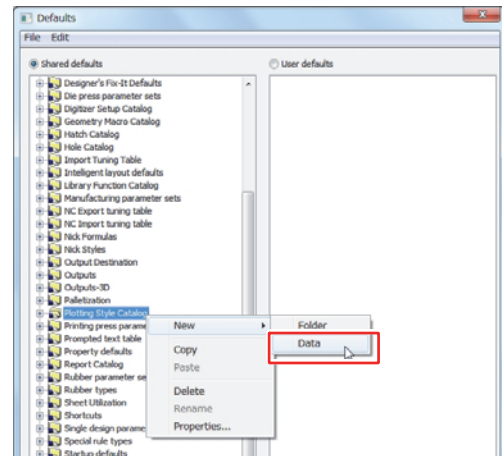 Defaults
File Edit
Shared defaults
User defaults
Designer's Fix-It Defaults
Die press parameter sets
Digitizer Setup Catalog
Geometry Macro Catalog
Hatch Catalog
Hole Catalog
Import Tuning Table
Intelligent layout defaults
Library Function Catalog
Manufacturing parameter sets
NC Export tuning table
NC Import tuning table
Nick Formulas
Nick Styles
Output Destination
Outputs
Outputs-3D
Palletization
Plotting Style Catalog
Printing press parame
Prompted text table
Property defaults
Report Catalog
Rubber parameter se
Rubber types
Sheet Utilization
Shortcuts
Single design parame
Special rule types
Startup defaults
New
Copy
Paste
Delete
Rename
Properties...
Folder
Data